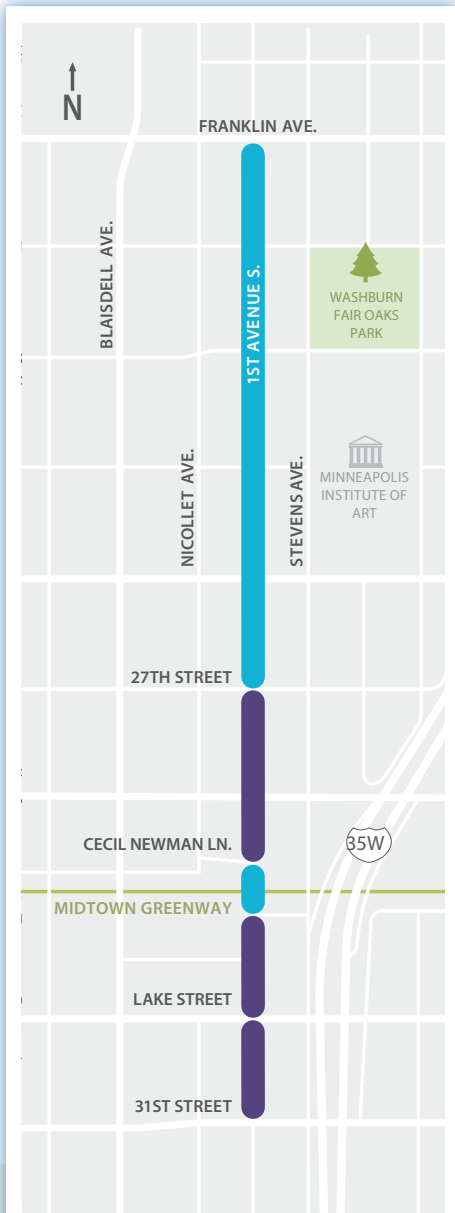 N
FRANKLIN AVE.
BLAISDELL AVE.
1ST AVENUE S.
WASHBURN
FAIR OAKS
PARK
NICOLLET AVE.
STEVENS AVE.
MINNEAPOLIS
INSTITUTE OF
ART
27TH STREET
CECIL NEWMAN LN.
35W
MIDTOWN GREENWAY
LAKE STREET
31ST STREET